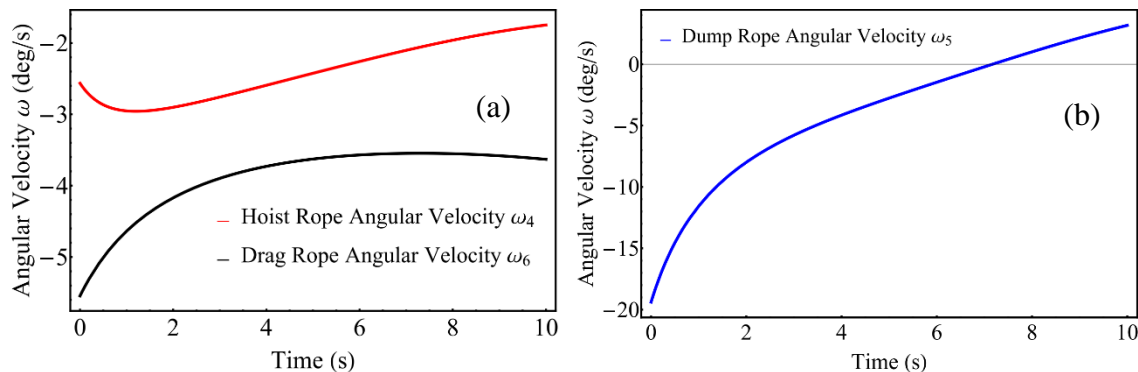 Angular Velocity ω (deg/s)
−2
−3
−4
−5
(a)
Hoist Rope Angular Velocity ω4
Drag Rope Angular Velocity ω6
0 2 4 6 8 10
Time (s)
Angular Velocity ω (deg/s)
Dump Rope Angular Velocity ω5
0
−5
−10
−15
−20
(b)
0 2 4 6 8 10
Time (s)